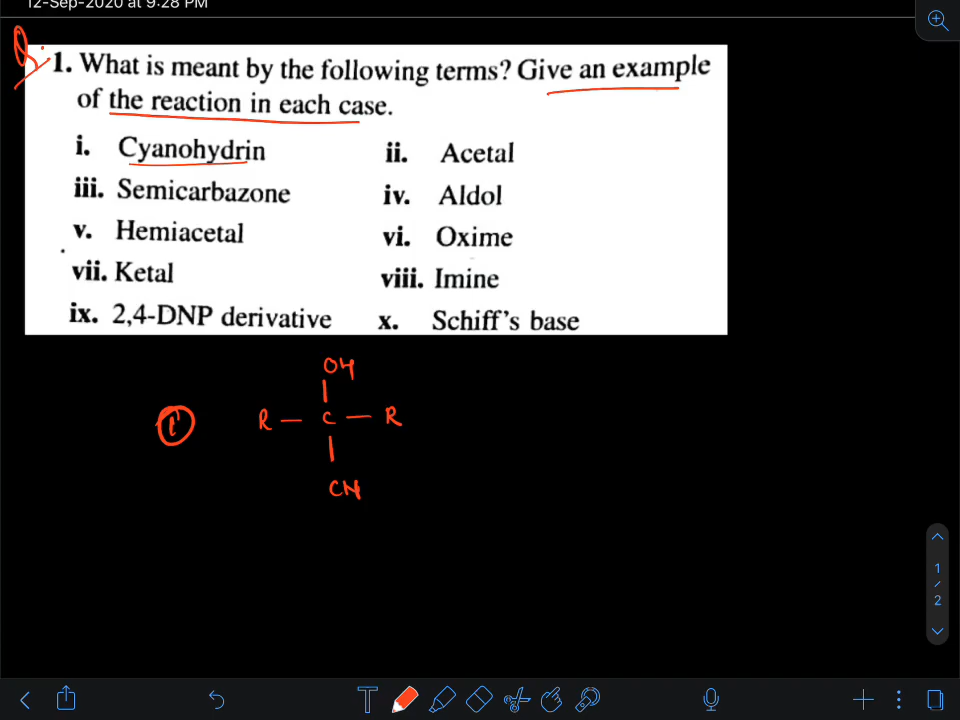 12-Sep-2020 at 9:28 PM
Q. 1. What is meant by the following terms? Give an example
of the reaction in each case.
i. Cyanohydrin ii. Acetal
iii. Semicarbazone iv. Aldol
v. Hemiacetal vi. Oxime
vii. Ketal viii. Imine
ix. 2,4-DNP derivative x. Schiff's base
OH
(i) R — C — R
CN
1
/
2
T